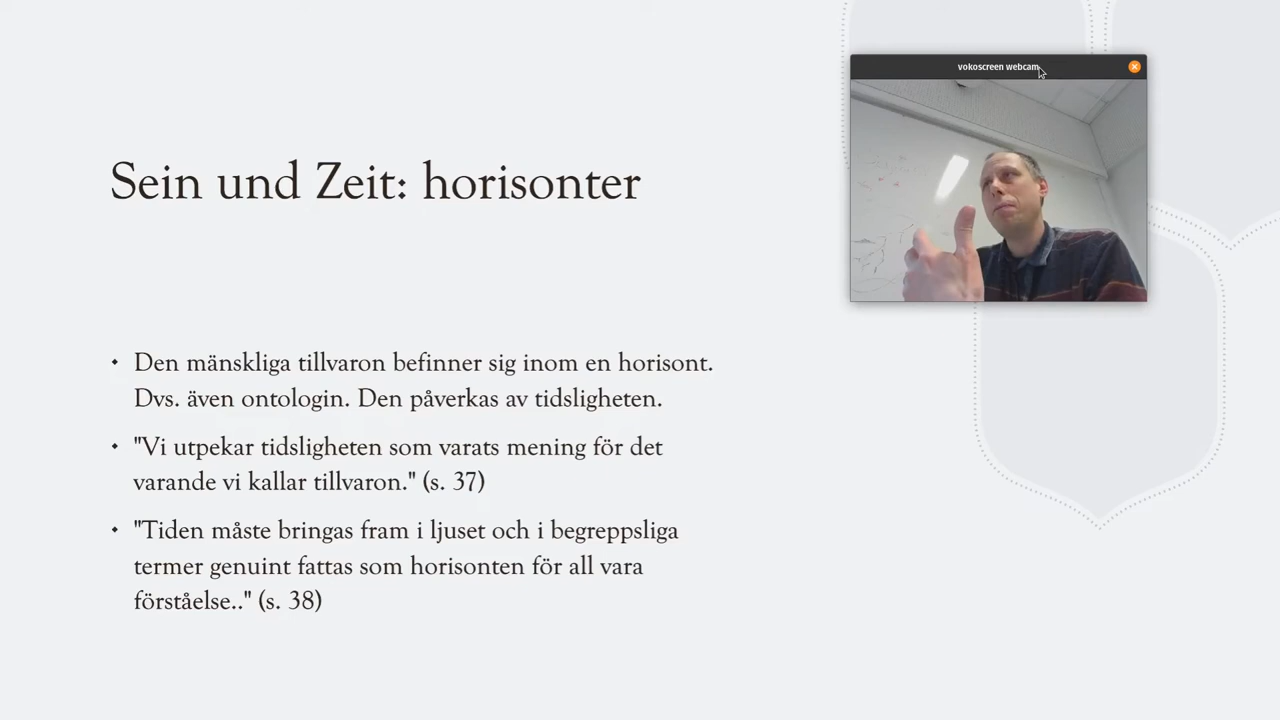 vokoscreen webcam
Sein und Zeit: horisonter
Den mänskliga tillvaron befinner sig inom en horisont.
Dvs. även ontologin. Den påverkas av tidsligheten.
"Vi utpekar tidsligheten som varats mening för det
varande vi kallar tillvaron." (s. 37)
"Tiden måste bringas fram i ljuset och i begreppsliga
termer genuint fattas som horisonten för all vara
förståelse.." (s. 38)